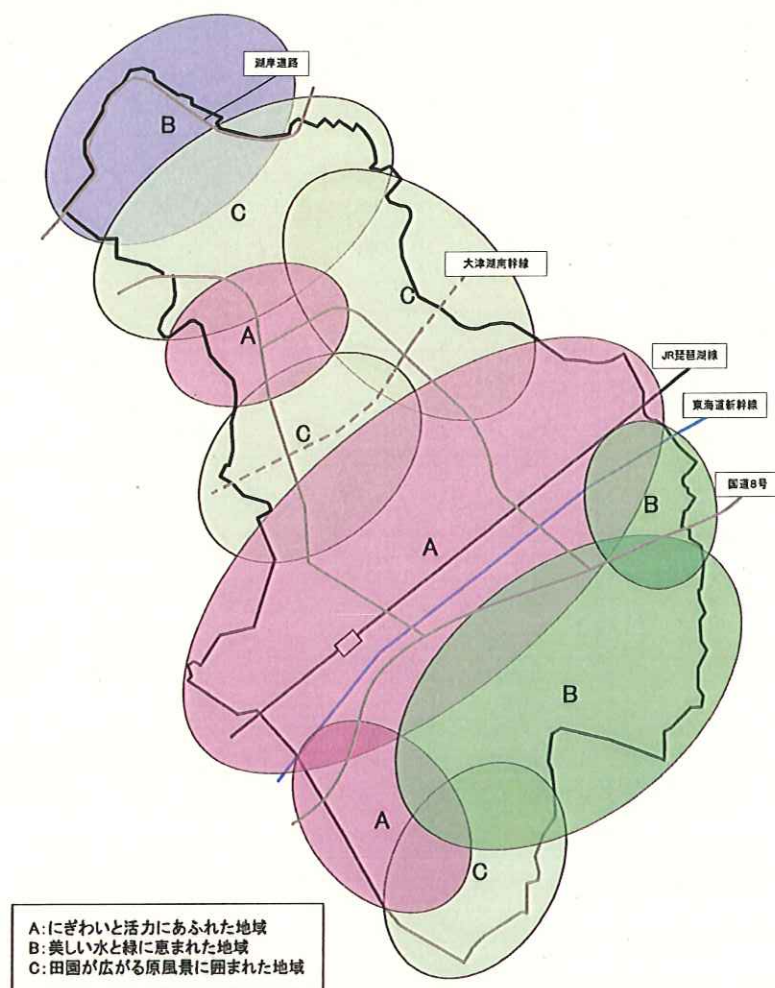 湖岸道路
B
C
大津湖南幹線
C
A
JR琵琶湖線
C
東海道新幹線
国道8号
B
A
B
A
C
A:にぎわいと活力にあふれた地域
B:美しい水と緑に恵まれた地域
C:田園が広がる原風景に囲まれた地域